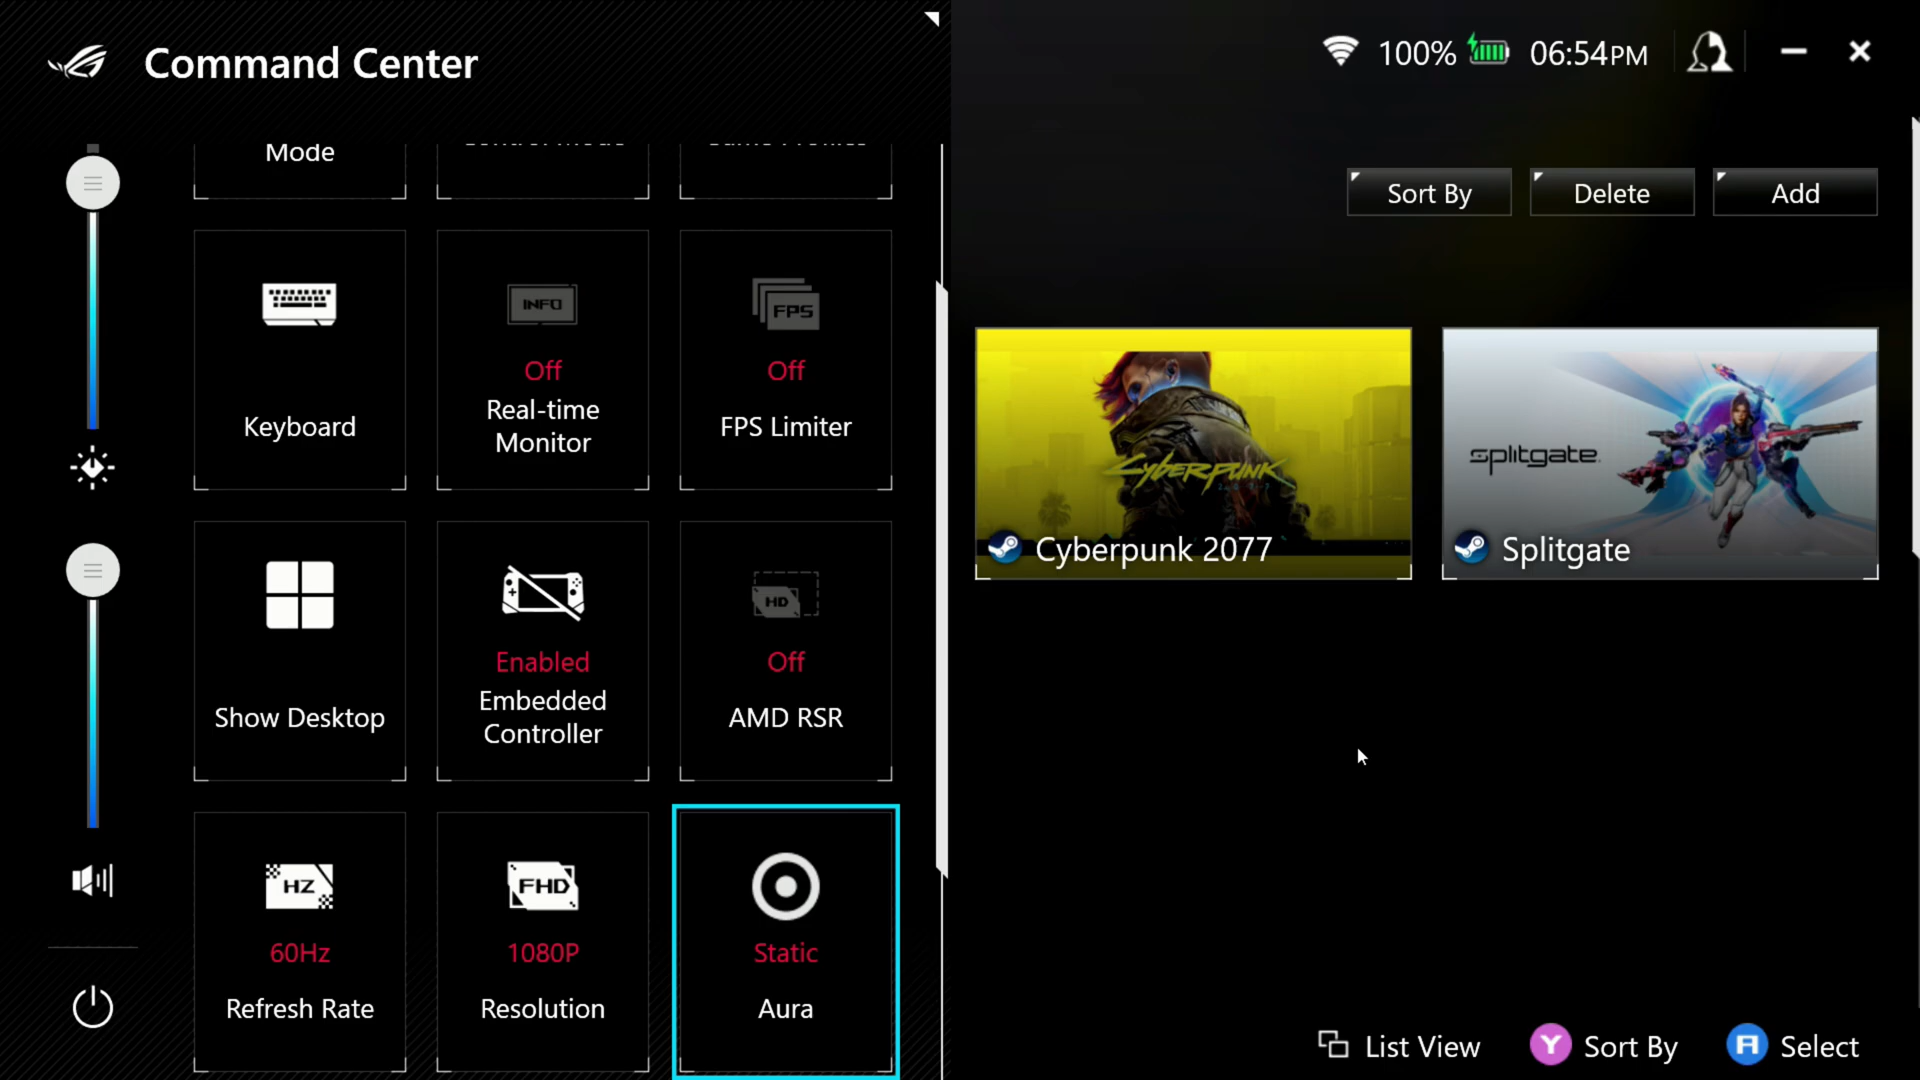 Command Center
100%
06:54PM
Mode
Sort By
Delete
Add
Keyboard
INFO
Off
Real-time
Monitor
FPS
Off
FPS Limiter
Show Desktop
Enabled
Embedded
Controller
HD
Off
AMD RSR
HZ
60Hz
Refresh Rate
FHD
1080P
Resolution
Static
Aura
Cyberpunk
2077
Cyberpunk 2077
splitgate
Splitgate
List View
Y
Sort By
A
Select